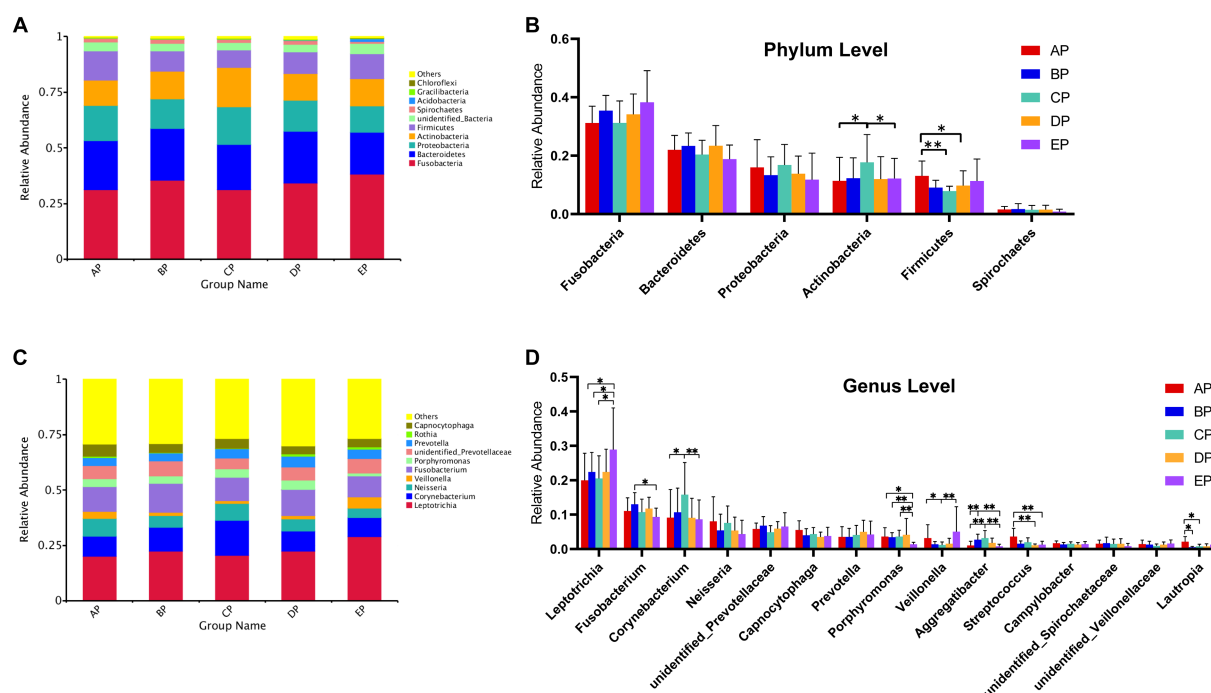 A
Relative Abundance
1
0.75
0.5
0.25
0
AP
BP
CP
DP
EP
Group Name
Others
Chloroflexi
Gracilibacteria
Acidobacteria
Spirochaetes
unidentified_Bacteria
Firmicutes
Actinobacteria
Proteobacteria
Bacteroidetes
Fusobacteria
B
Phylum Level
Relative Abundance
0.6
0.4
0.2
0.0
* *
*
**
Fusobacteria
Bacteroidetes
Proteobacteria
Actinobacteria
Firmicutes
Spirochaetes
AP
BP
CP
DP
EP
C
Relative Abundance
1
0.75
0.5
0.25
0
AP
BP
CP
DP
EP
Group Name
Others
Capnocytophaga
Rothia
Prevotella
unidentified_Prevotellaceae
Porphyromonas
Fusobacterium
Veillonella
Neisseria
Corynebacterium
Leptotrichia
D
Genus Level
Relative Abundance
0.5
0.4
0.3
0.2
0.1
0.0
*
*
*
*
* **
*
**
**
* **
** **
** **
**
**
*
*
Leptotrichia
Fusobacterium
Corynebacterium
Neisseria
unidentified_Prevotellaceae
Capnocytophaga
Prevotella
Porphyromonas
Veillonella
Aggregatibacter
Streptococcus
Campylobacter
unidentified_Spirochaetaceae
unidentified_Veillonellaceae
Lautropia
AP
BP
CP
DP
EP